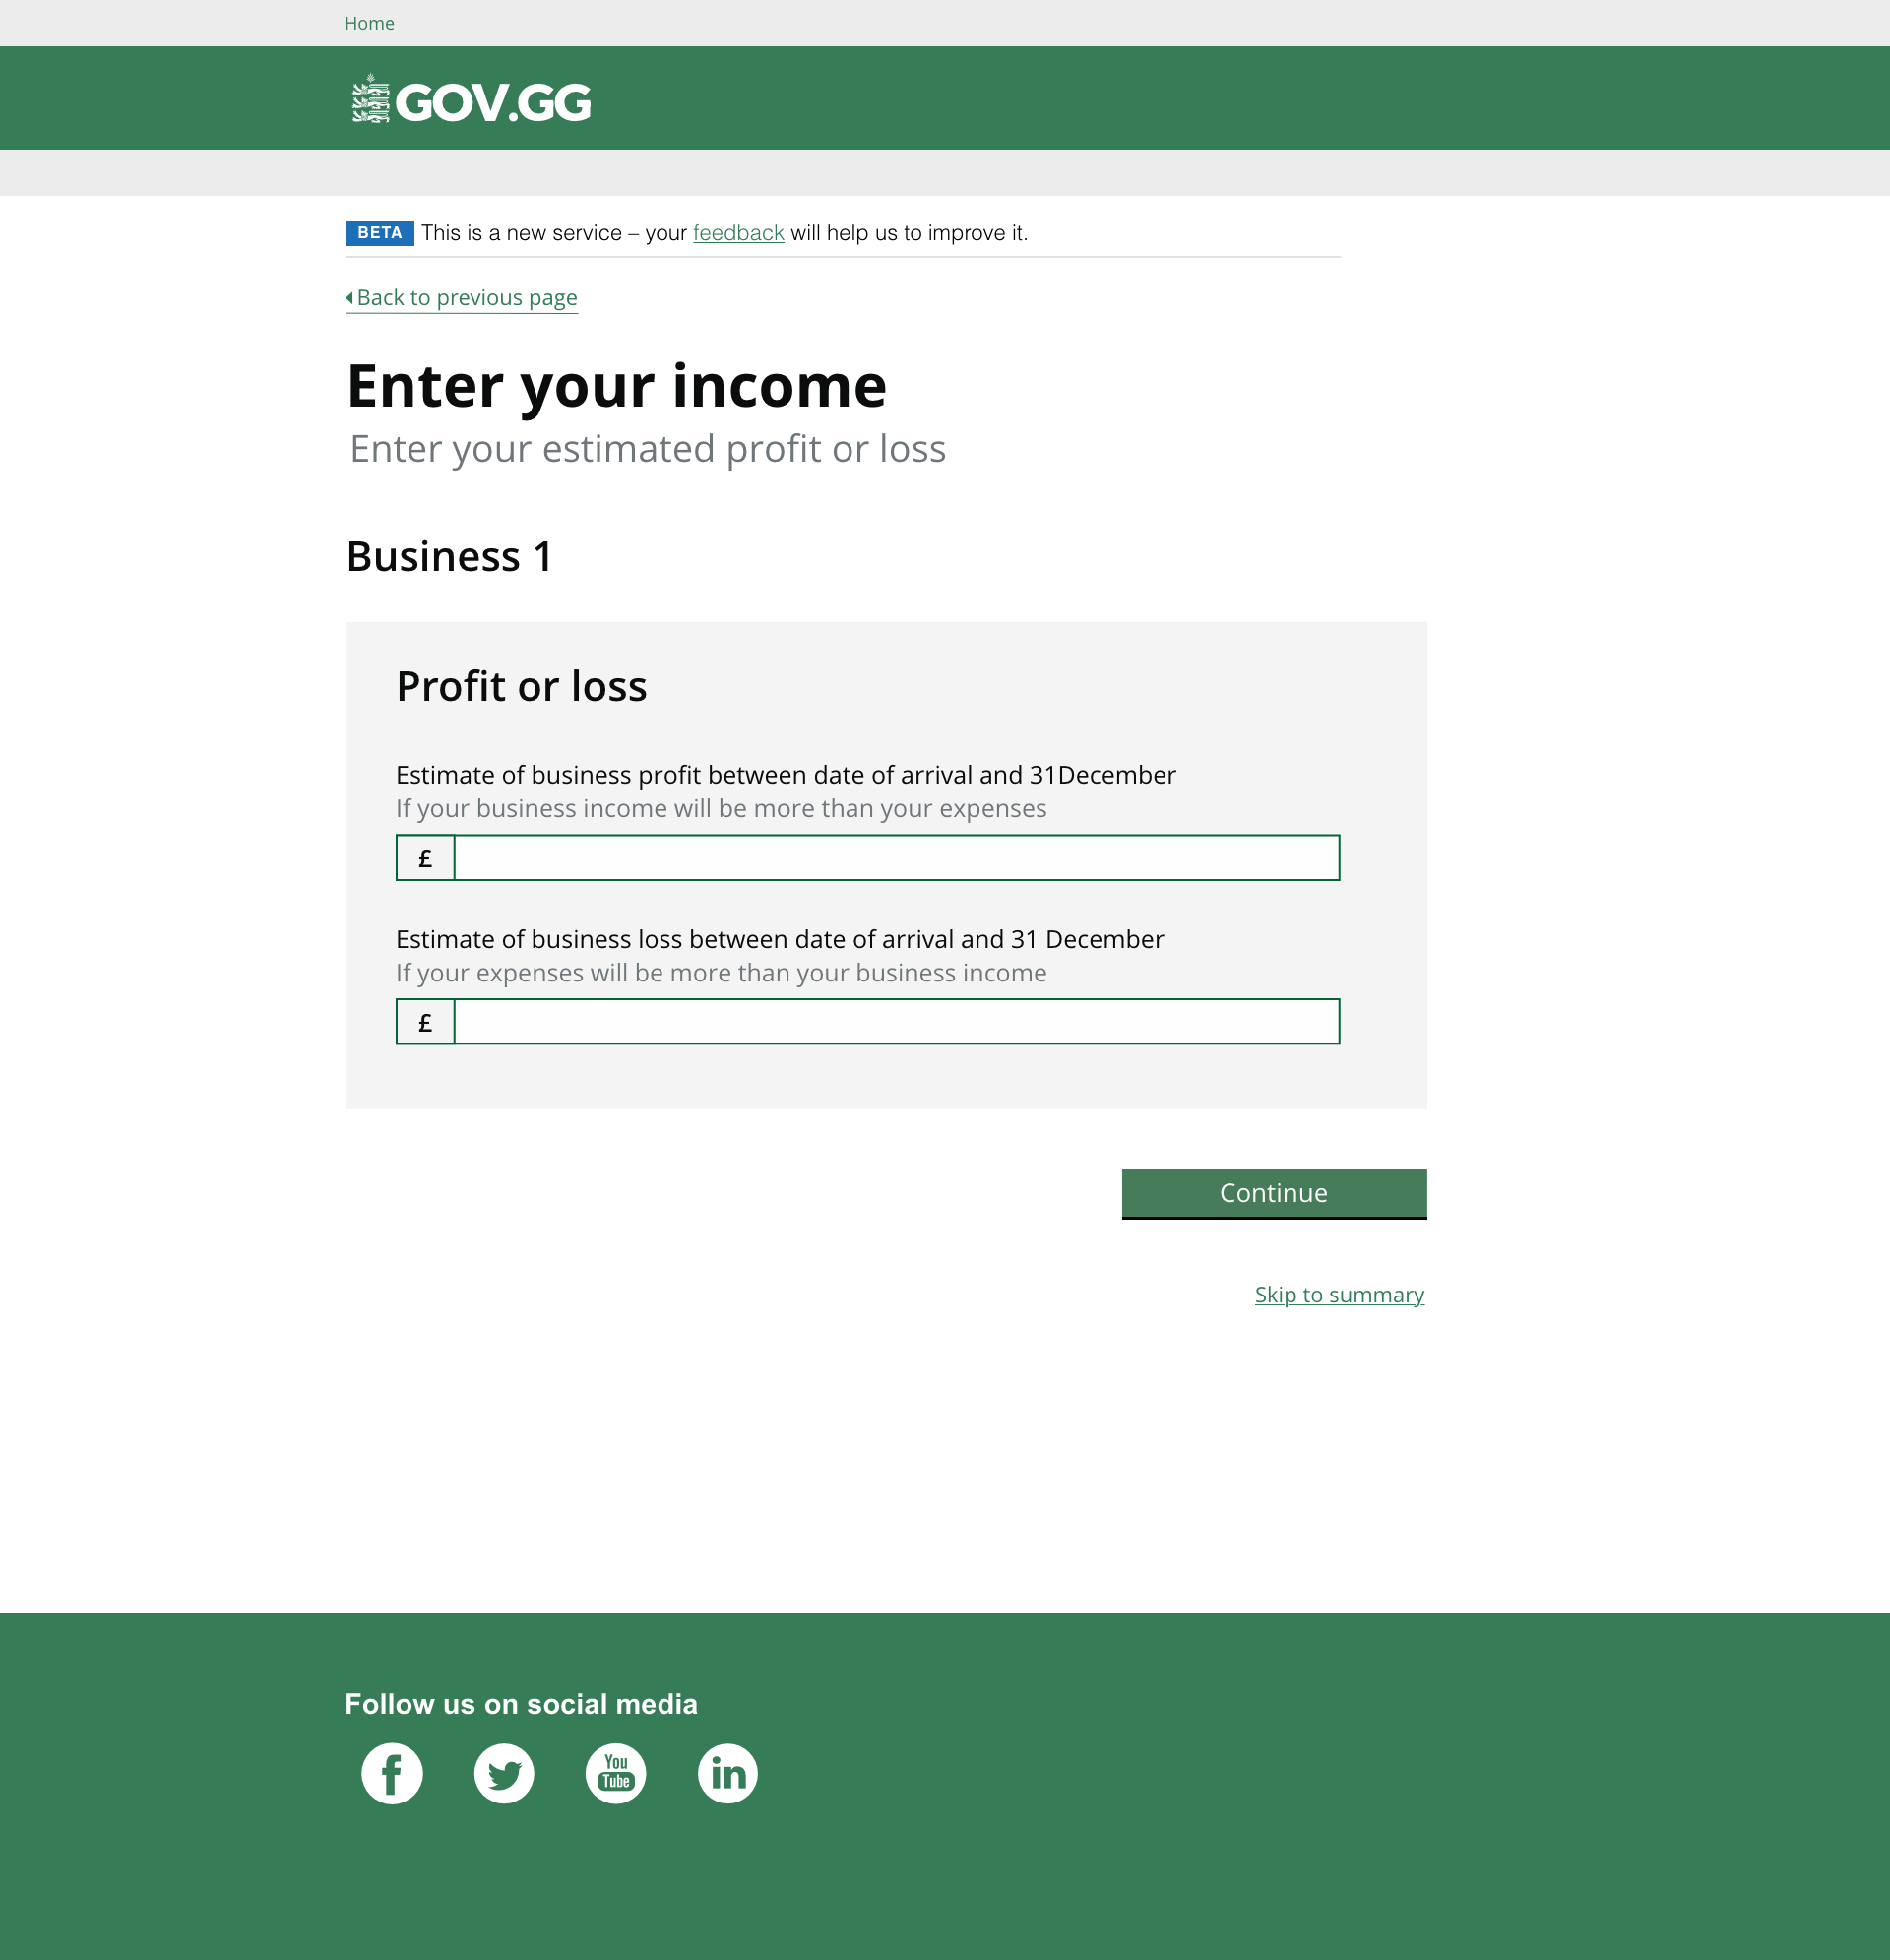 Home
GOV.GG
BETA This is a new service – your feedback will help us to improve it.
Back to previous page
Enter your income
Enter your estimated profit or loss
Business 1
Profit or loss
Estimate of business profit between date of arrival and 31December
If your business income will be more than your expenses
£
Estimate of business loss between date of arrival and 31 December
If your expenses will be more than your business income
£
Continue
Skip to summary
Follow us on social media
f
You
Tube
in